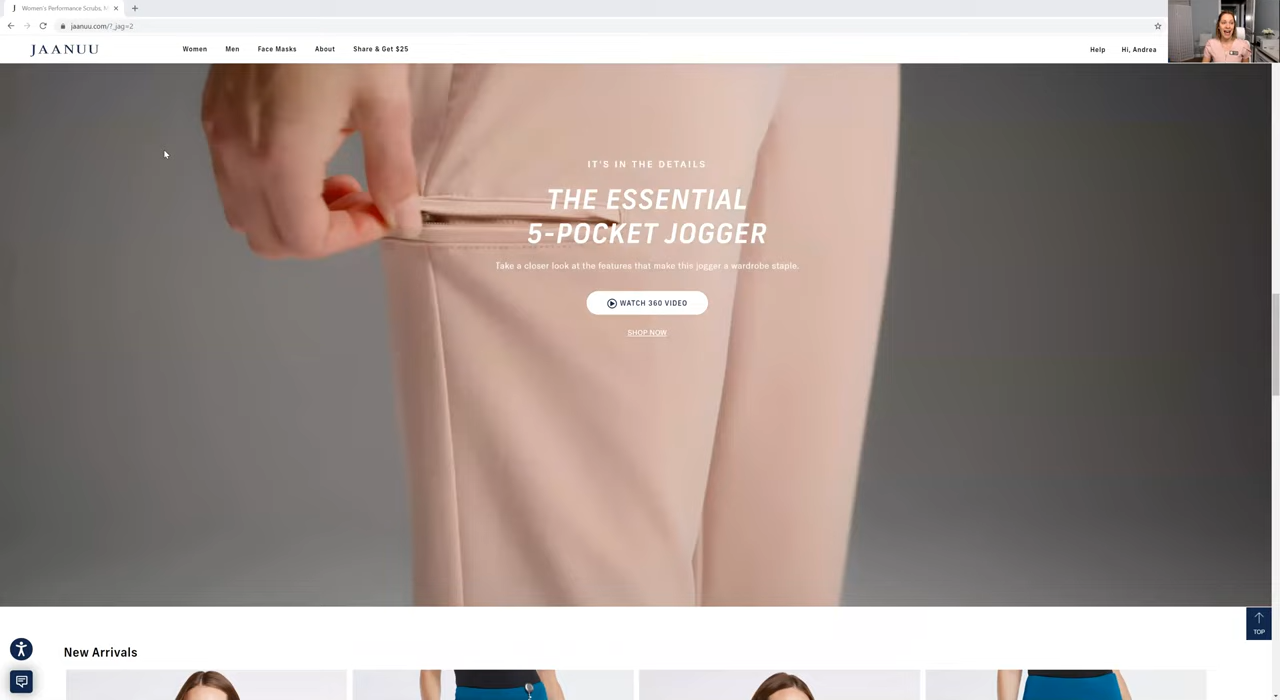 J Women's Performance Scrubs, M
jaanuu.com/?_jag=2
JAANUU
Women
Men
Face Masks
About
Share & Get $25
Help
Hi, Andrea
IT'S IN THE DETAILS
THE ESSENTIAL
5-POCKET JOGGER
Take a closer look at the features that make this jogger a wardrobe staple.
WATCH 360 VIDEO
SHOP NOW
TOP
New Arrivals